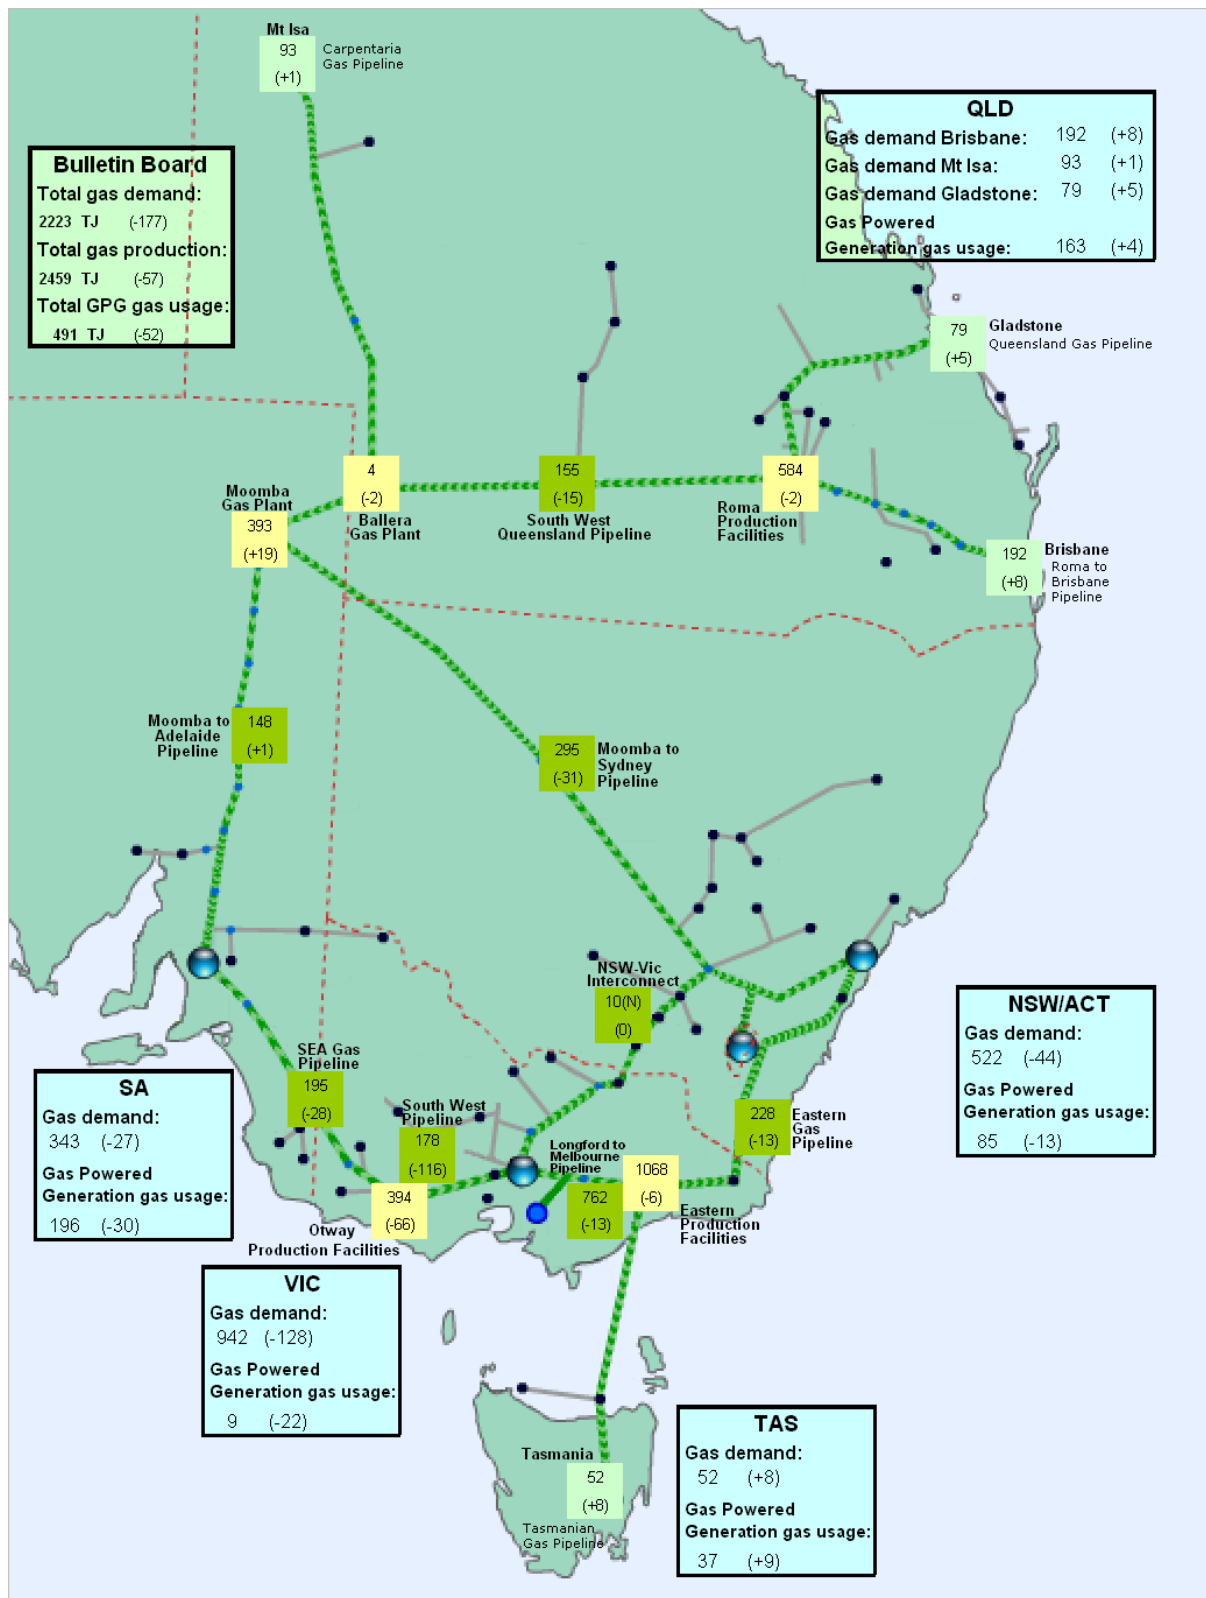 Mt Isa
93
(+1)
Carpentaria
Gas Pipeline
QLD
Gas demand Brisbane: 192 (+8)
Gas demand Mt Isa: 93 (+1)
Gas demand Gladstone: 79 (+5)
Gas Powered
Generation gas usage: 163 (+4)
Bulletin Board
Total gas demand:
2223 TJ (-177)
Total gas production:
2459 TJ (-57)
Total GPG gas usage:
491 TJ (-52)
79
(+5)
Gladstone
Queensland Gas Pipeline
4
(-2)
Ballera
Gas Plant
155
(-15)
South West
Queensland Pipeline
584
(-2)
Roma
Production
Facilities
Moomba
Gas Plant
393
(+19)
192
(+8)
Brisbane
Roma to
Brisbane
Pipeline
Moomba to
Adelaide
Pipeline
148
(+1)
295
(-31)
Moomba to
Sydney
Pipeline
NSW-Vic
Interconnect
10(N)
(0)
NSW/ACT
Gas demand:
522 (-44)
Gas Powered
Generation gas usage:
85 (-13)
SEA Gas
Pipeline
195
(-28)
SA
Gas demand:
343 (-27)
Gas Powered
Generation gas usage:
196 (-30)
South West
Pipeline
178
(-116)
228
(-13)
Eastern
Gas
Pipeline
Longford to
Melbourne
Pipeline
762
(-13)
1068
(-6)
Eastern
Production
Facilities
394
(-66)
Otway
Production Facilities
VIC
Gas demand:
942 (-128)
Gas Powered
Generation gas usage:
9 (-22)
Tasmania
52
(+8)
Tasmanian
Gas Pipeline
TAS
Gas demand:
52 (+8)
Gas Powered
Generation gas usage:
37 (+9)